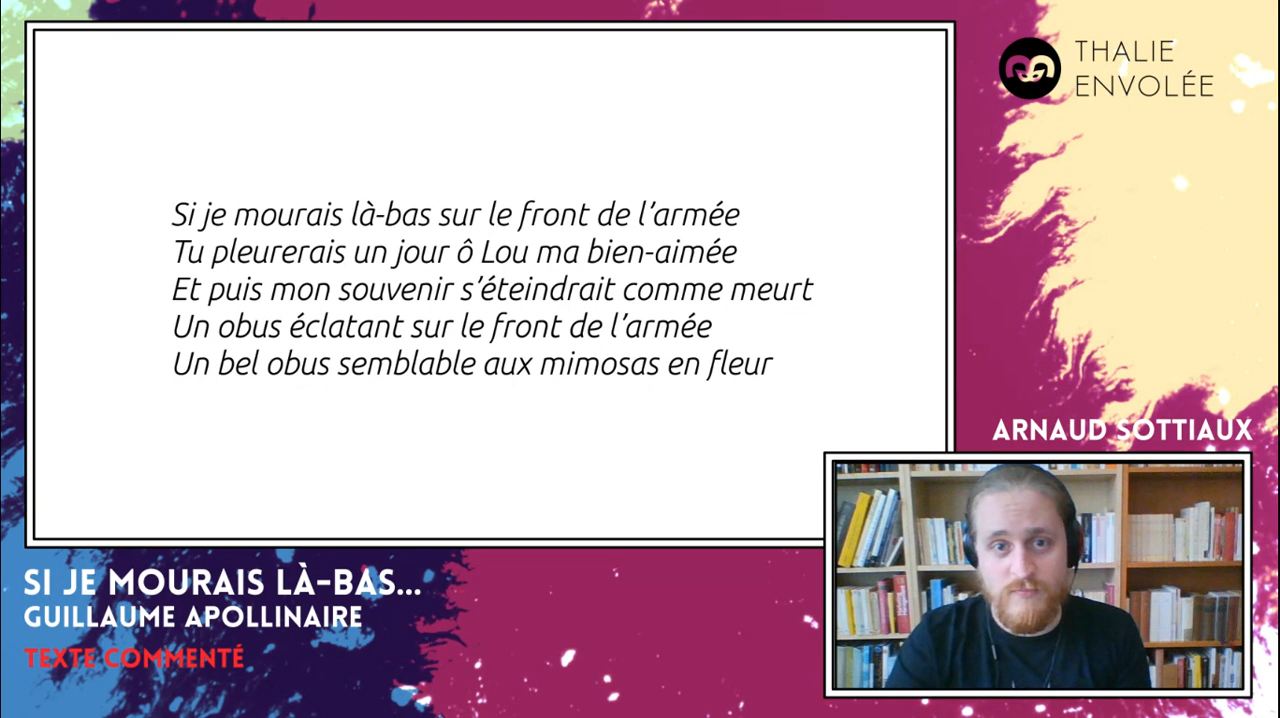 THALIE
ENVOLÉE
Si je mourais là-bas sur le front de l’armée
Tu pleurerais un jour ô Lou ma bien-aimée
Et puis mon souvenir s’éteindrait comme meurt
Un obus éclatant sur le front de l’armée
Un bel obus semblable aux mimosas en fleur
ARNAUD SOTTIAUX
SI JE MOURAIS LÀ-BAS...
GUILLAUME APOLLINAIRE
TEXTE COMMENTÉ